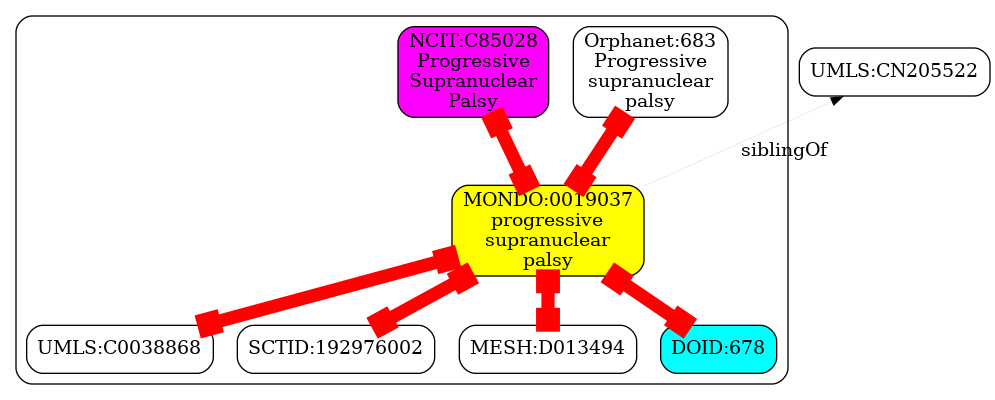 NCIT:C85028
Progressive
Supranuclear
Palsy
Orphanet:683
Progressive
supranuclear
palsy
UMLS:CN205522
siblingOf
MONDO:0019037
progressive
supranuclear
palsy
UMLS:C0038868
SCTID:192976002
MESH:D013494
DOID:678